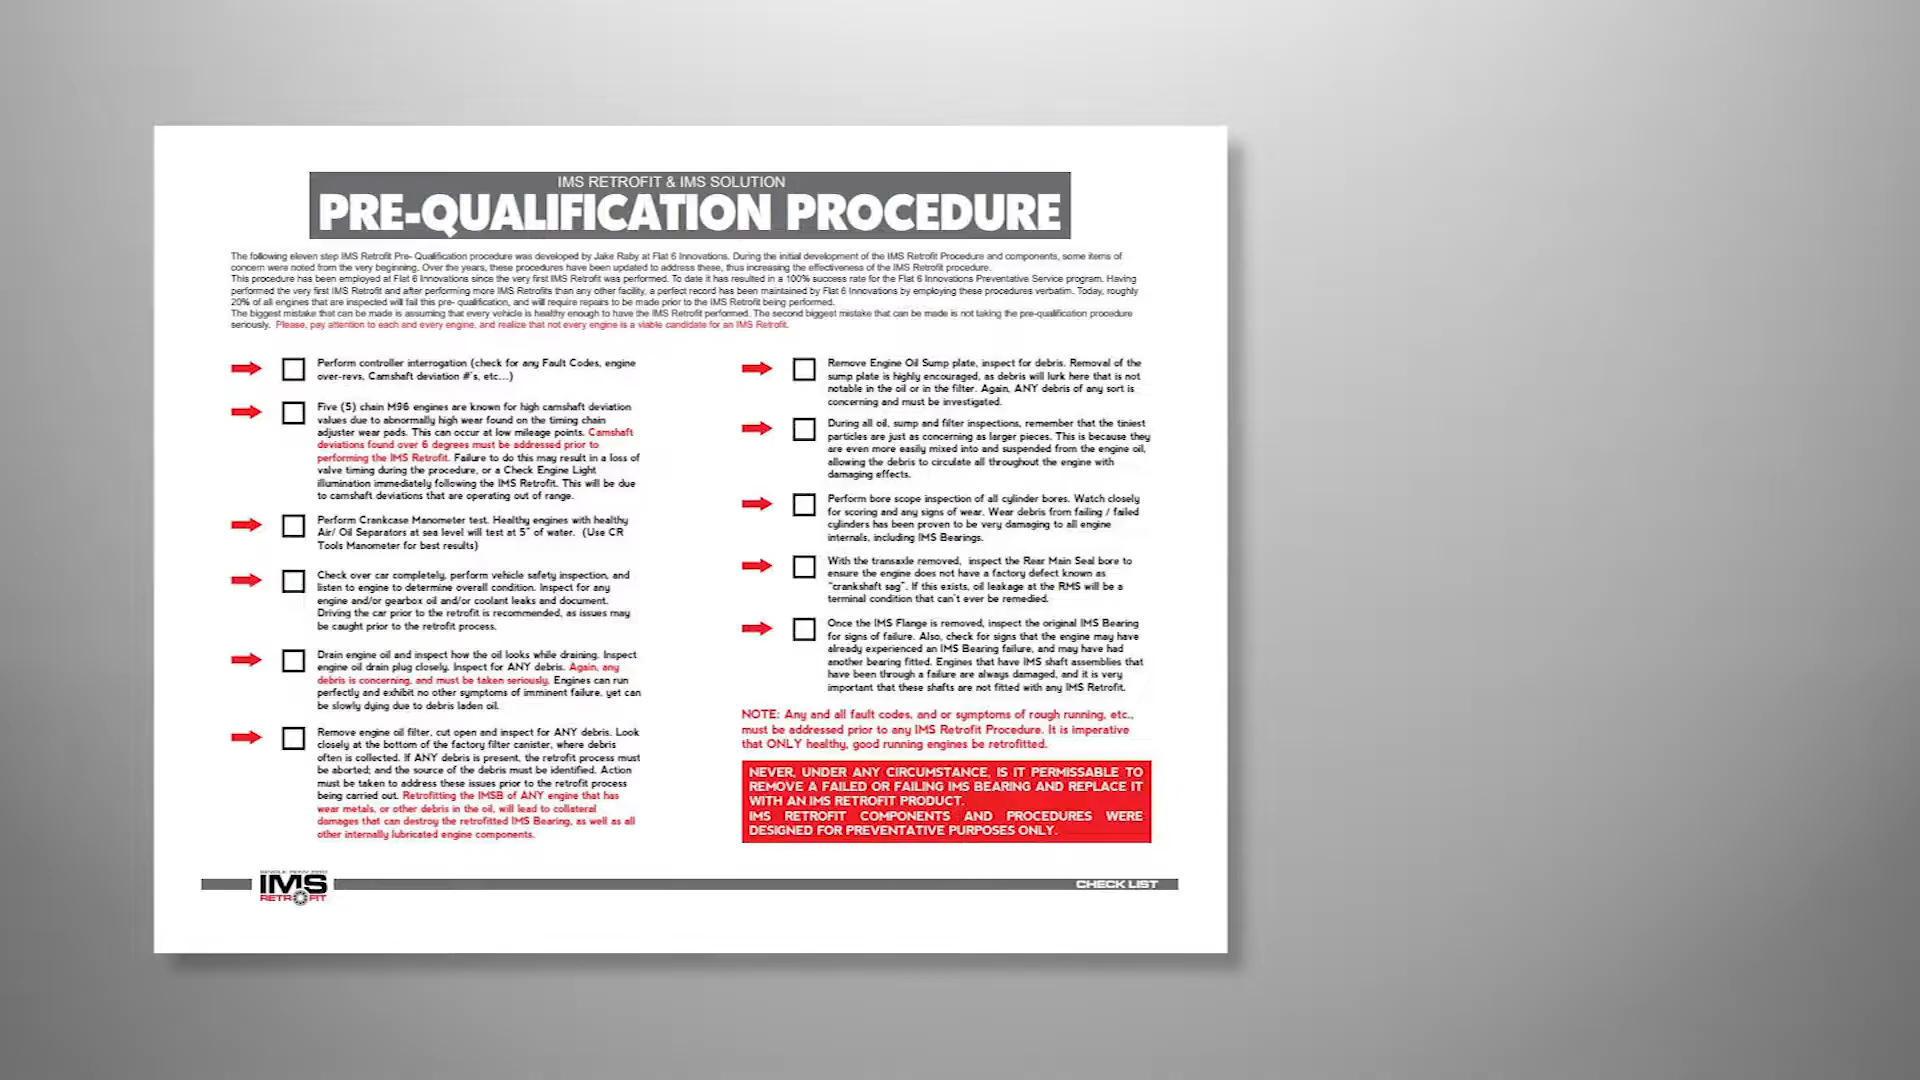 IMS RETROFIT & IMS SOLUTION
PRE-QUALIFICATION PROCEDURE
The following eleven step IMS Retrofit Pre- Qualification procedure was developed by Jake Raby at Flat 6 Innovations. During the initial development of the IMS Retrofit Procedure and components, some items of
concern were noted from the very beginning. Over the years, these procedures have been updated to address these, thus increasing the effectiveness of the IMS Retrofit procedure.
This procedure has been employed at Flat 6 Innovations since the very first IMS Retrofit was performed. To date it has resulted in a 100% success rate for the Flat 6 Innovations Preventative Service program. Having
performed the very first IMS Retrofit and after performing more IMS Retrofits than any other facility, a perfect record has been maintained by Flat 6 Innovations by employing these procedures verbatim. Today, roughly
20% of all engines that are inspected will fail this pre- qualification, and will require repairs to be made prior to the IMS Retrofit being performed.
The biggest mistake that can be made is assuming that every vehicle is healthy enough to have the IMS Retrofit performed. The second biggest mistake that can be made is not taking the pre-qualification procedure
seriously. Please, pay attention to each and every engine, and realize that not every engine is a viable candidate for an IMS Retrofit.
Perform controller interrogation (check for any Fault Codes, engine
over-revs, Camshaft deviation #'s, etc...)
Five (5) chain M96 engines are known for high camshaft deviation
values due to abnormally high wear found on the timing chain
adjuster wear pads. This can occur at low mileage points. Camshaft
deviations found over 6 degrees must be addressed prior to
performing the IMS Retrofit. Failure to do this may result in a loss of
valve timing during the procedure, or a Check Engine Light
illumination immediately following the IMS Retrofit. This will be due
to camshaft deviations that are operating out of range.
Perform Crankcase Manometer test. Healthy engines with healthy
Air/ Oil Separators at sea level will test at 5" of water. (Use CR
Tools Manometer for best results)
Check over car completely, perform vehicle safety inspection, and
listen to engine to determine overall condition. Inspect for any
engine and/or gearbox oil and/or coolant leaks and document.
Driving the car prior to the retrofit is recommended, as issues may
be caught prior to the retrofit process.
Drain engine oil and inspect how the oil looks while draining. Inspect
engine oil drain plug closely. Inspect for ANY debris. Again, any
debris is concerning, and must be taken seriously. Engines can run
perfectly and exhibit no other symptoms of imminent failure, yet can
be slowly dying due to debris laden oil.
Remove engine oil filter, cut open and inspect for ANY debris. Look
closely at the bottom of the factory filter canister, where debris
often is collected. If ANY debris is present, the retrofit process must
be aborted; and the source of the debris must be identified. Action
must be taken to address these issues prior to the retrofit process
being carried out. Retrofitting the IMSB of ANY engine that has
wear metals, or other debris in the oil, will lead to collateral
damages that can destroy the retrofitted IMS Bearing, as well as all
other internally lubricated engine components.
Remove Engine Oil Sump plate, inspect for debris. Removal of the
sump plate is highly encouraged, as debris will lurk here that is not
notable in the oil or in the filter. Again, ANY debris of any sort is
concerning and must be investigated.
During all oil, sump and filter inspections, remember that the tiniest
particles are just as concerning as larger pieces. This is because they
are even more easily mixed into and suspended from the engine oil,
allowing the debris to circulate all throughout the engine with
damaging effects.
Perform bore scope inspection of all cylinder bores. Watch closely
for scoring and any signs of wear. Wear debris from failing / failed
cylinders has been proven to be very damaging to all engine
internals, including IMS Bearings.
With the transaxle removed, inspect the Rear Main Seal bore to
ensure the engine does not have a factory defect known as
"crankshaft sag". If this exists, oil leakage at the RMS will be a
terminal condition that can't ever be remedied.
Once the IMS Flange is removed, inspect the original IMS Bearing
for signs of failure. Also, check for signs that the engine may have
already experienced an IMS Bearing failure, and may have had
another bearing fitted. Engines that have IMS shaft assemblies that
have been through a failure are always damaged, and it is very
important that these shafts are not fitted with any IMS Retrofit.
NOTE: Any and all fault codes, and or symptoms of rough running, etc.,
must be addressed prior to any IMS Retrofit Procedure. It is imperative
that ONLY healthy, good running engines be retrofitted.
NEVER, UNDER ANY CIRCUMSTANCE, IS IT PERMISSABLE TO
REMOVE A FAILED OR FAILING IMS BEARING AND REPLACE IT
WITH AN IMS RETROFIT PRODUCT.
IMS RETROFIT COMPONENTS AND PROCEDURES WERE
DESIGNED FOR PREVENTATIVE PURPOSES ONLY.
IMS
RETROFIT
CHECK LIST